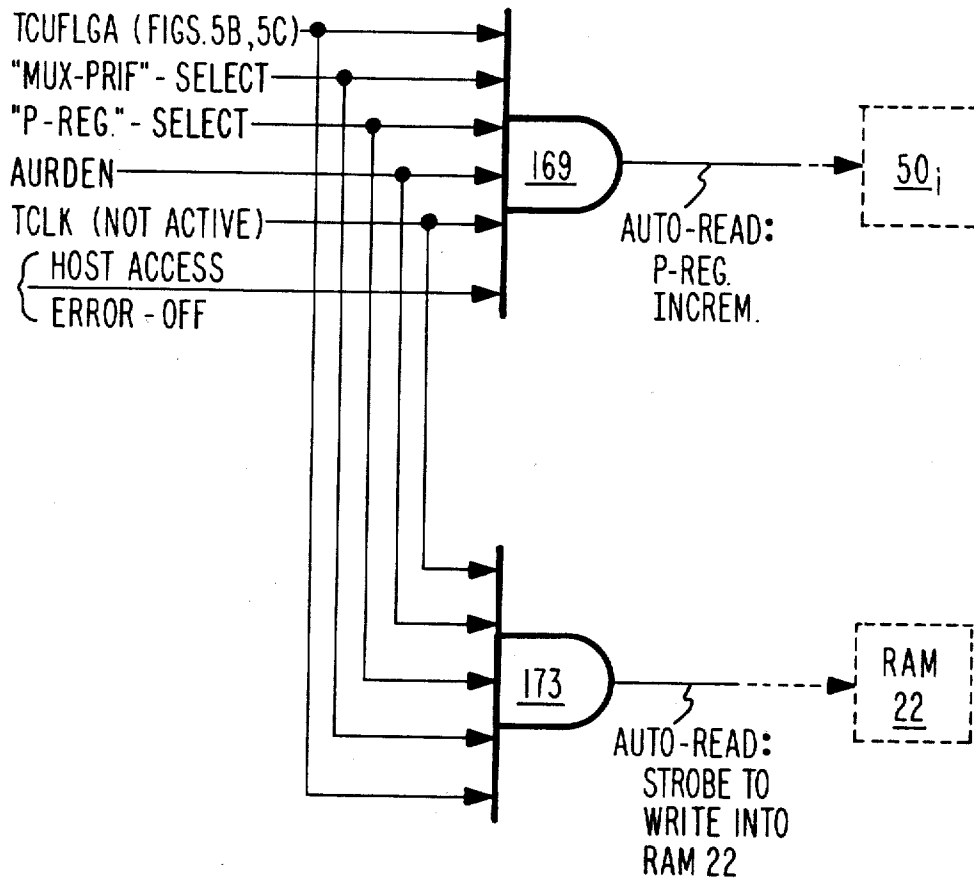 TCUFLGA (FIGS.5B,5C)
"MUX-PRIF"- SELECT
"P-REG."- SELECT
AURDEN
TCLK (NOT ACTIVE)
HOST ACCESS
ERROR - OFF
169
50i
AUTO-READ:
P-REG.
INCREM.
173
RAM
22
AUTO-READ:
STROBE TO
WRITE INTO
RAM 22